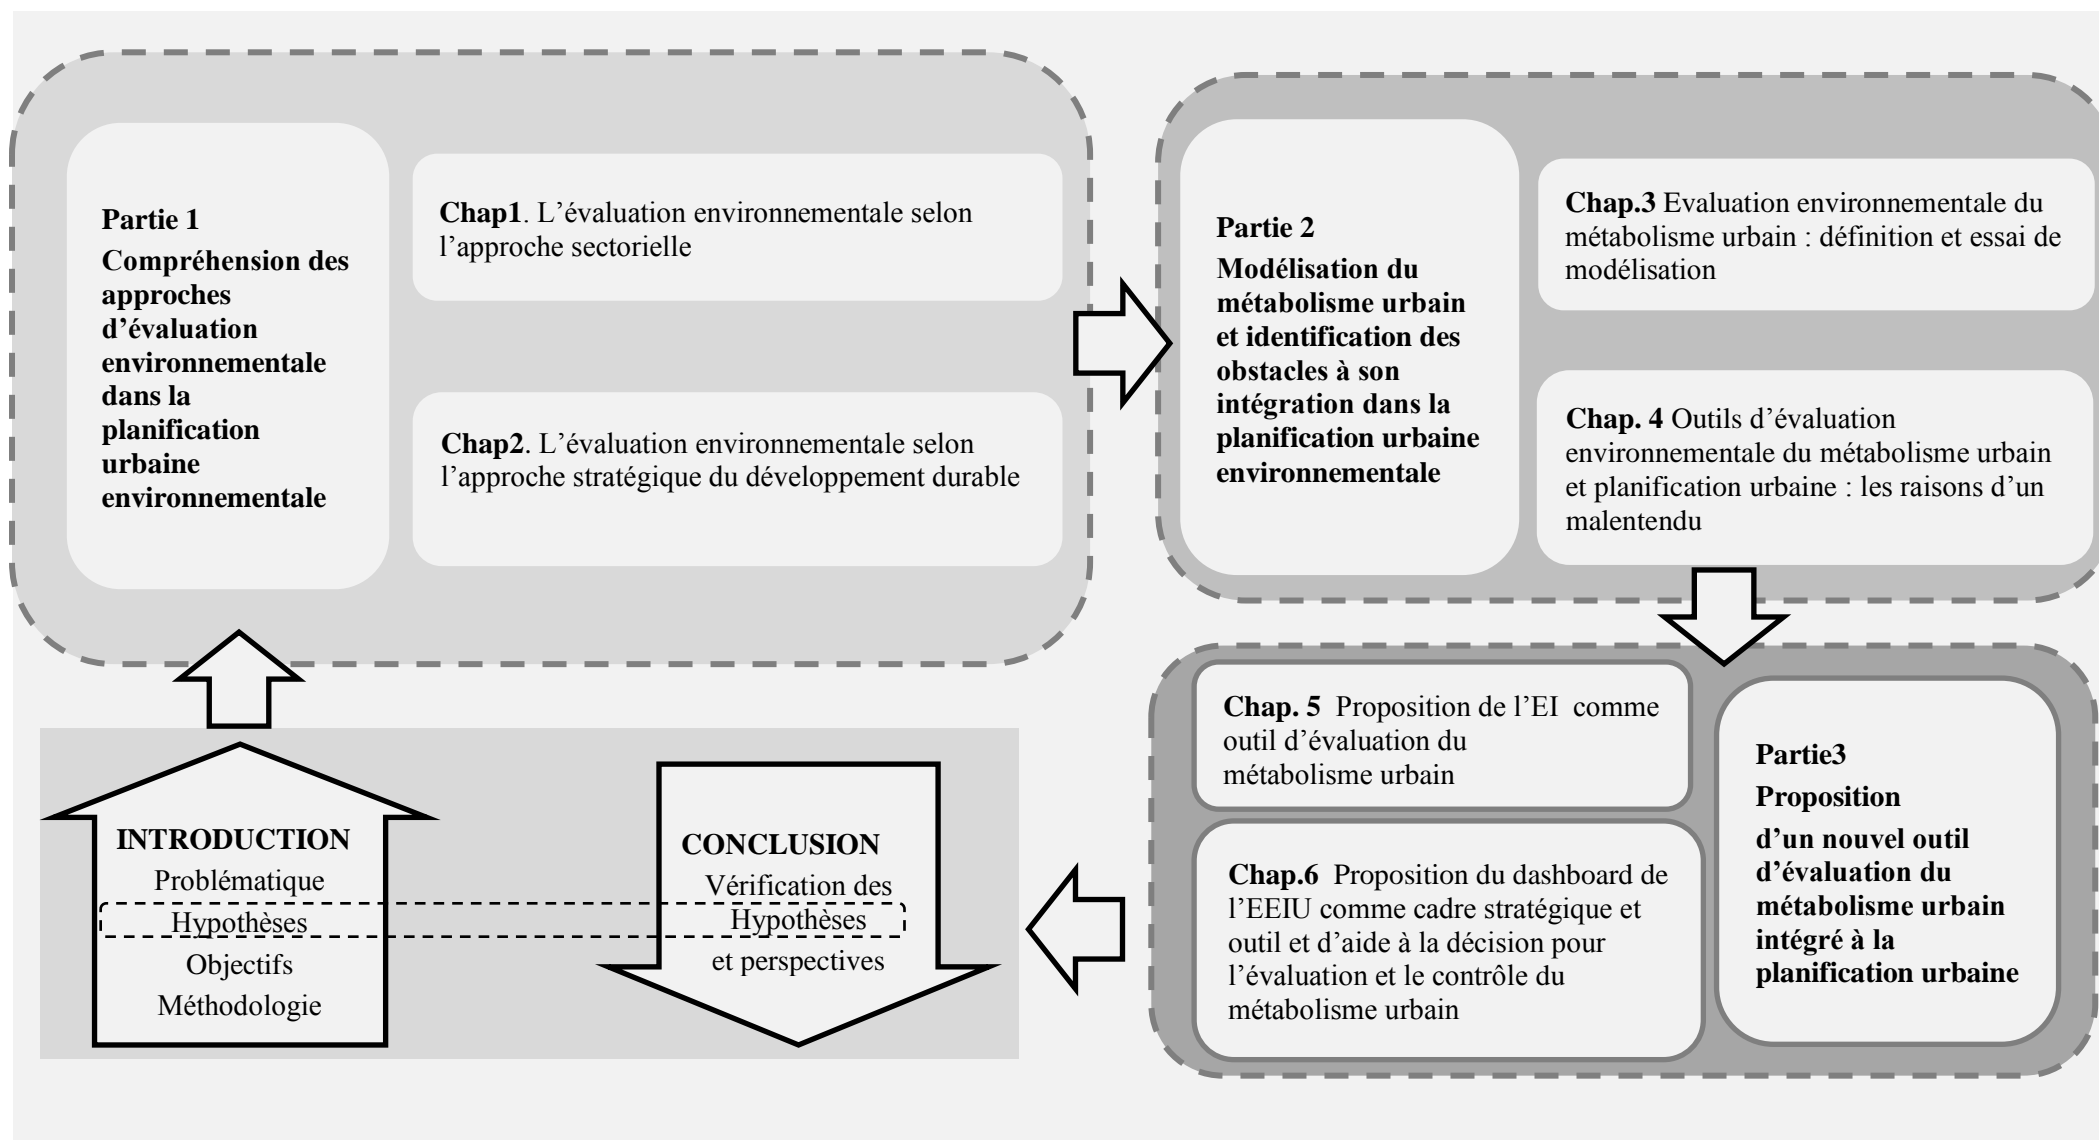 Partie 1
Compréhension des
approches
d’évaluation
environnementale
dans la
planification
urbaine
environnementale
Chap1. L’évaluation environnementale selon
l’approche sectorielle
Chap2. L’évaluation environnementale selon
l’approche stratégique du développement durable
Partie 2
Modélisation du
métabolisme urbain
et identification des
obstacles à son
intégration dans la
planification urbaine
environnementale
Chap.3 Evaluation environnementale du
métabolisme urbain : définition et essai de
modélisation
Chap. 4 Outils d’évaluation
environnementale du métabolisme urbain
et planification urbaine : les raisons d’un
malentendu
Chap. 5 Proposition de l’EI comme
outil d’évaluation du
métabolisme urbain
Chap.6 Proposition du dashboard de
l’EEIU comme cadre stratégique et
outil et d’aide à la décision pour
l’évaluation et le contrôle du
métabolisme urbain
Partie3
Proposition
d’un nouvel outil
d’évaluation du
métabolisme urbain
intégré à la
planification urbaine
INTRODUCTION
Problématique
Hypothèses
Objectifs
Méthodologie
CONCLUSION
Vérification des
Hypothèses
et perspectives